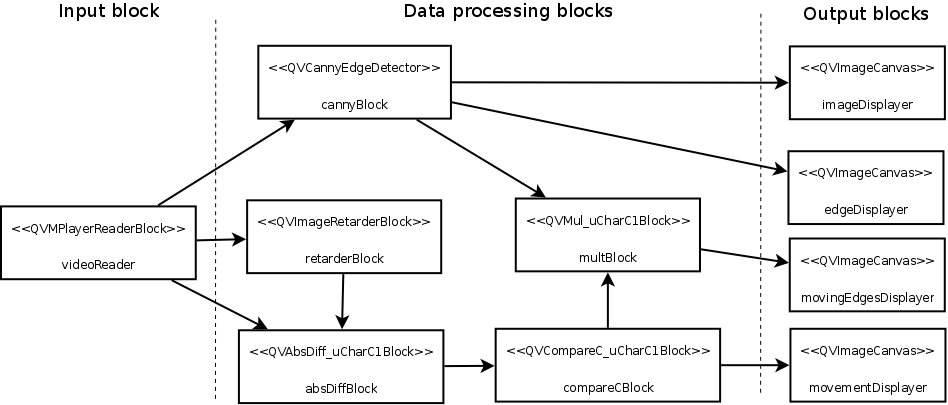 Input block
Data processing blocks
Output blocks
<<QVCannyEdgeDetector>>
cannyBlock
<<QVImageCanvas>>
imageDisplayer
<<QVImageCanvas>>
edgeDisplayer
<<QVMPlayerReaderBlock>>
videoReader
<<QVImageRetarderBlock>>
retarderBlock
<<QVMul_uCharC1Block>>
multBlock
<<QVImageCanvas>>
movingEdgesDisplayer
<<QVAbsDiff_uCharC1Block>>
absDiffBlock
<<QVCompareC_uCharC1Block>>
compareCBlock
<<QVImageCanvas>>
movementDisplayer